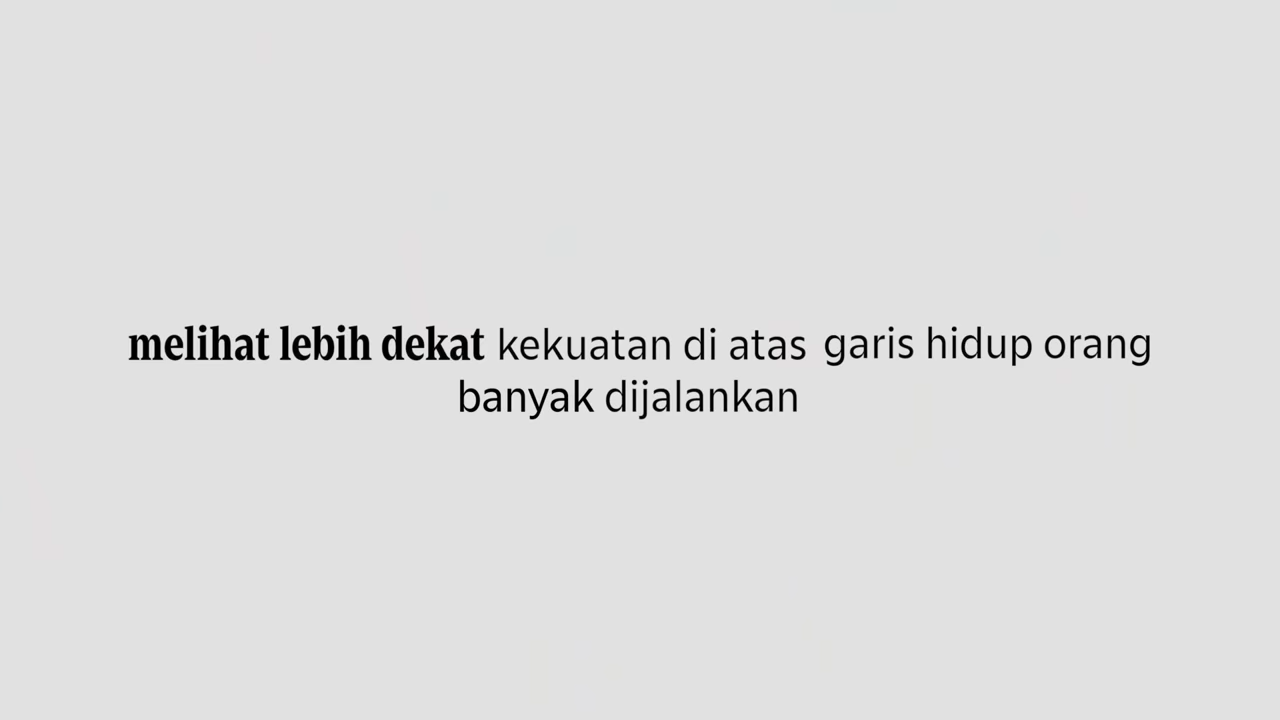 melihat lebih dekat kekuatan di atas garis hidup orang
banyak dijalankan